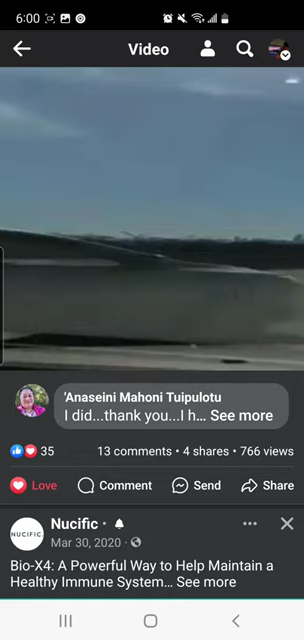 6:00
Video
'Anaseini Mahoni Tuipulotu
I did...thank you...I h... See more
35
13 comments • 4 shares • 766 views
Love
Comment
Send
Share
NUCIFIC
Nucific •
Mar 30, 2020 •
Bio-X4: A Powerful Way to Help Maintain a
Healthy Immune System... See more